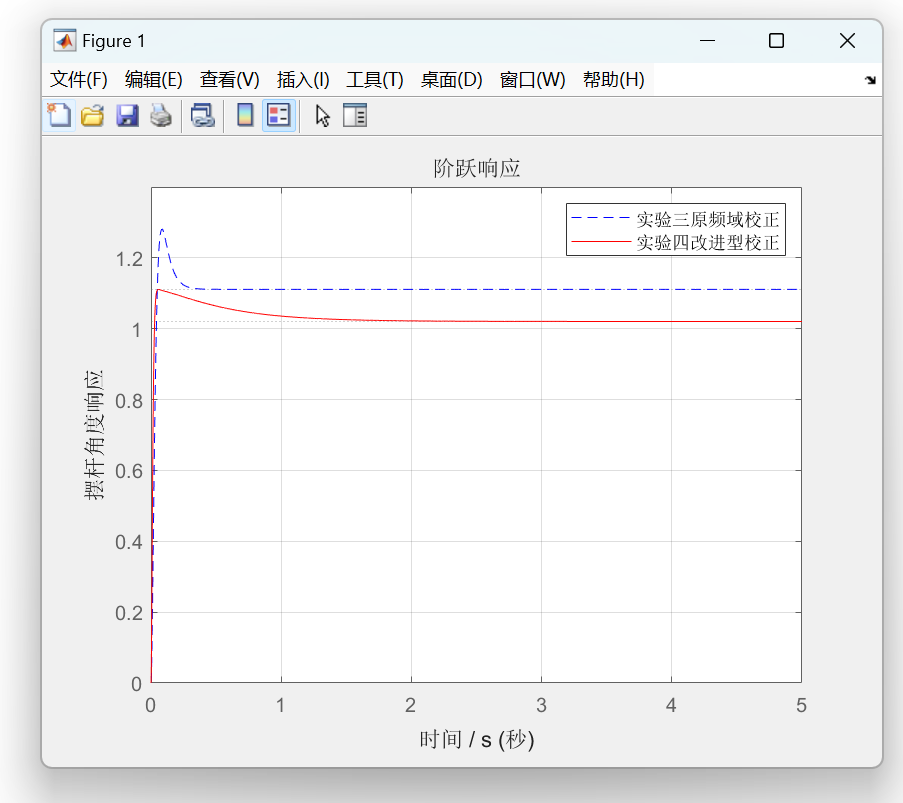 Figure 1
文件(F) 编辑(E) 查看(V) 插入(I) 工具(T) 桌面(D) 窗口(W) 帮助(H)
阶跃响应
实验三原频域校正
实验四改进型校正
摆杆角度响应
1.2
1
0.8
0.6
0.4
0.2
0
0 1 2 3 4 5
时间 / s (秒)